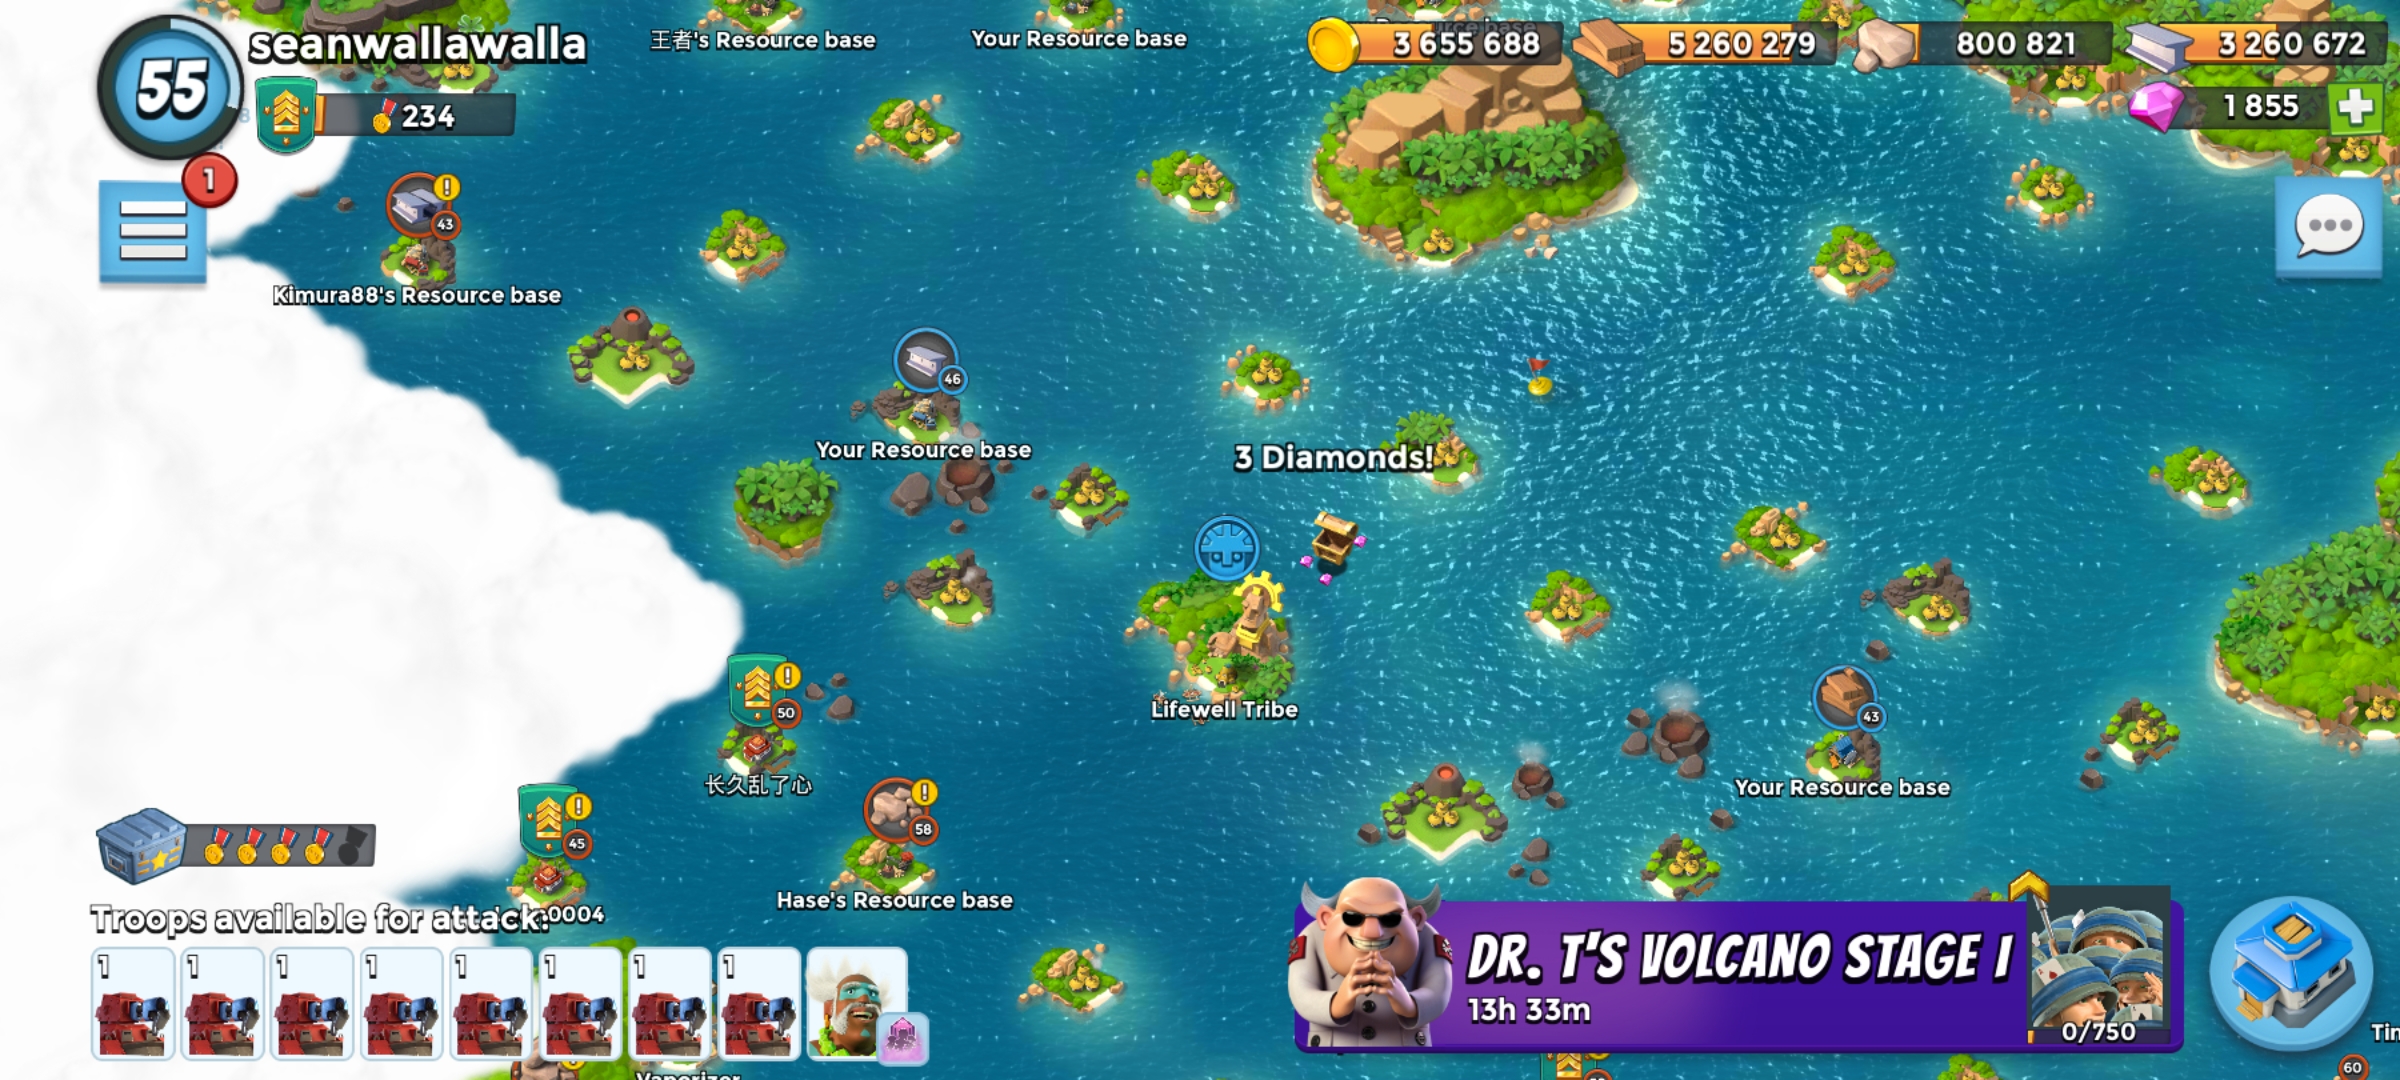 55
seanwallawalla
234
王者's Resource base
Your Resource base
3 655 688
5 260 279
800 821
3 260 672
1 855
1
43
Kimura88's Resource base
46
Your Resource base
3 Diamonds!
Lifewell Tribe
50
长久乱了心
45
0004
58
Hase's Resource base
43
Your Resource base
Troops available for attack:
1
1
1
1
1
1
1
1
DR. T'S VOLCANO STAGE I
13h 33m
0/750
60
Vaporizer